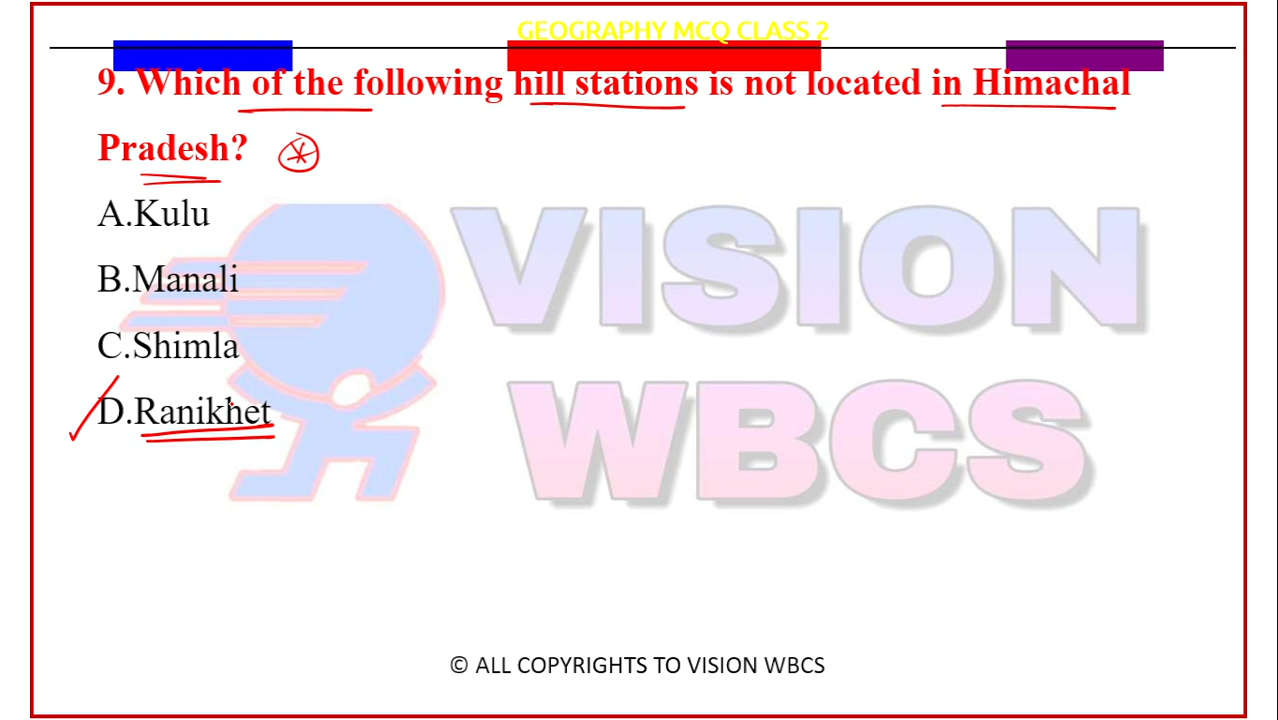 GEOGRAPHY MCQ CLASS 2
9. Which of the following hill stations is not located in Himachal
Pradesh?
A.Kulu
B.Manali
C.Shimla
D.Ranikhet
VISION
WBCS
© ALL COPYRIGHTS TO VISION WBCS